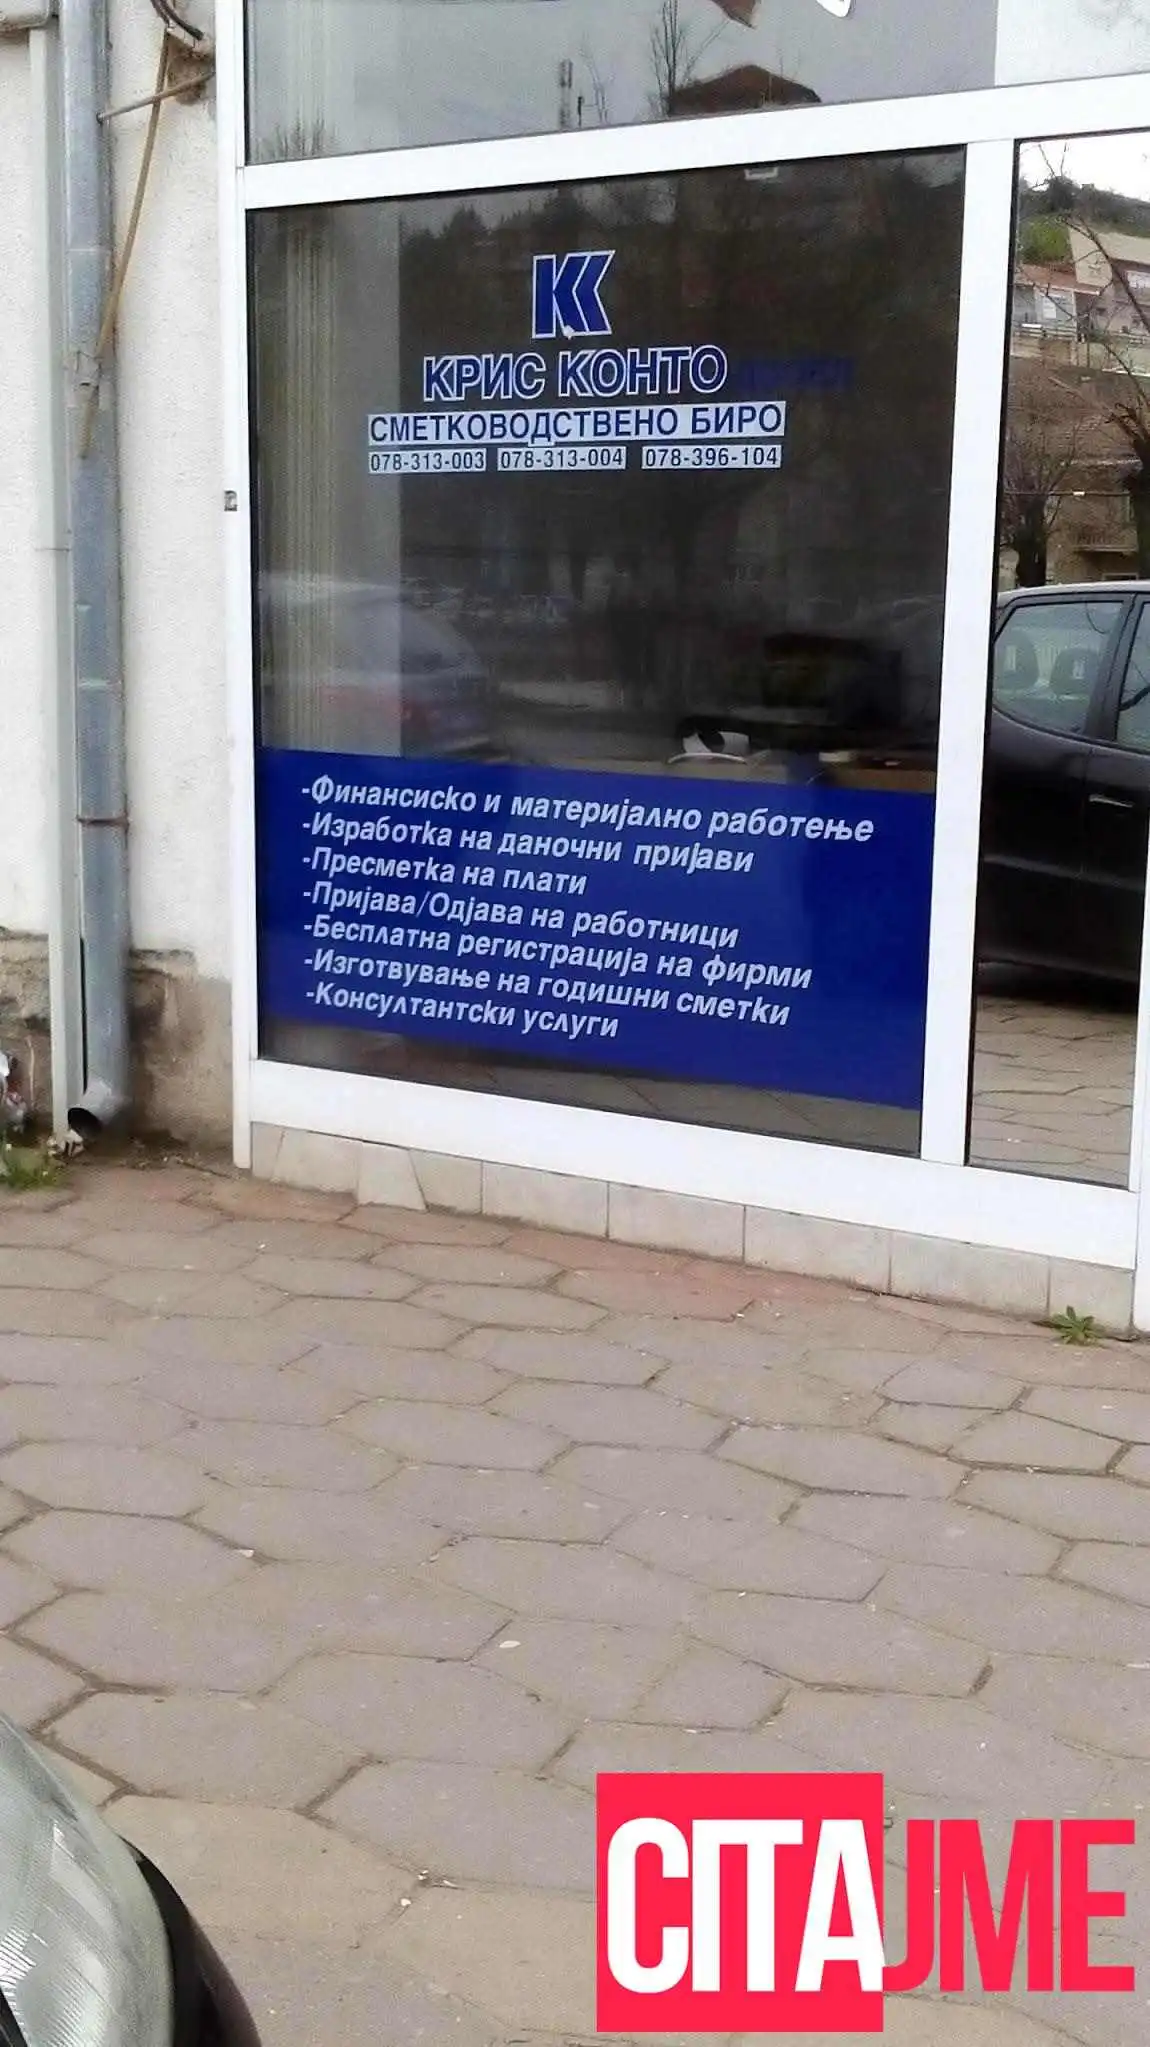 КК
КРИС КОНТО
СМЕТКОВОДСТВЕНО БИРО
078-313-003 078-313-004 078-396-104
-Финансиско и материјално работење
-Изработка на даночни пријави
-Пресметка на плати
-Пријава/Одјава на работници
-Бесплатна регистрација на фирми
-Изготвување на годишни сметки
-Консултантски услуги
CITAJME